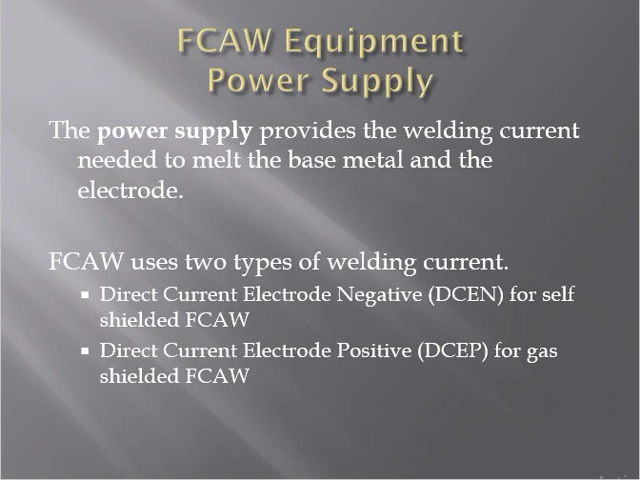 FCAW Equipment
Power Supply
The power supply provides the welding current
needed to melt the base metal and the
electrode.
FCAW uses two types of welding current.
▪ Direct Current Electrode Negative (DCEN) for self
shielded FCAW
▪ Direct Current Electrode Positive (DCEP) for gas
shielded FCAW